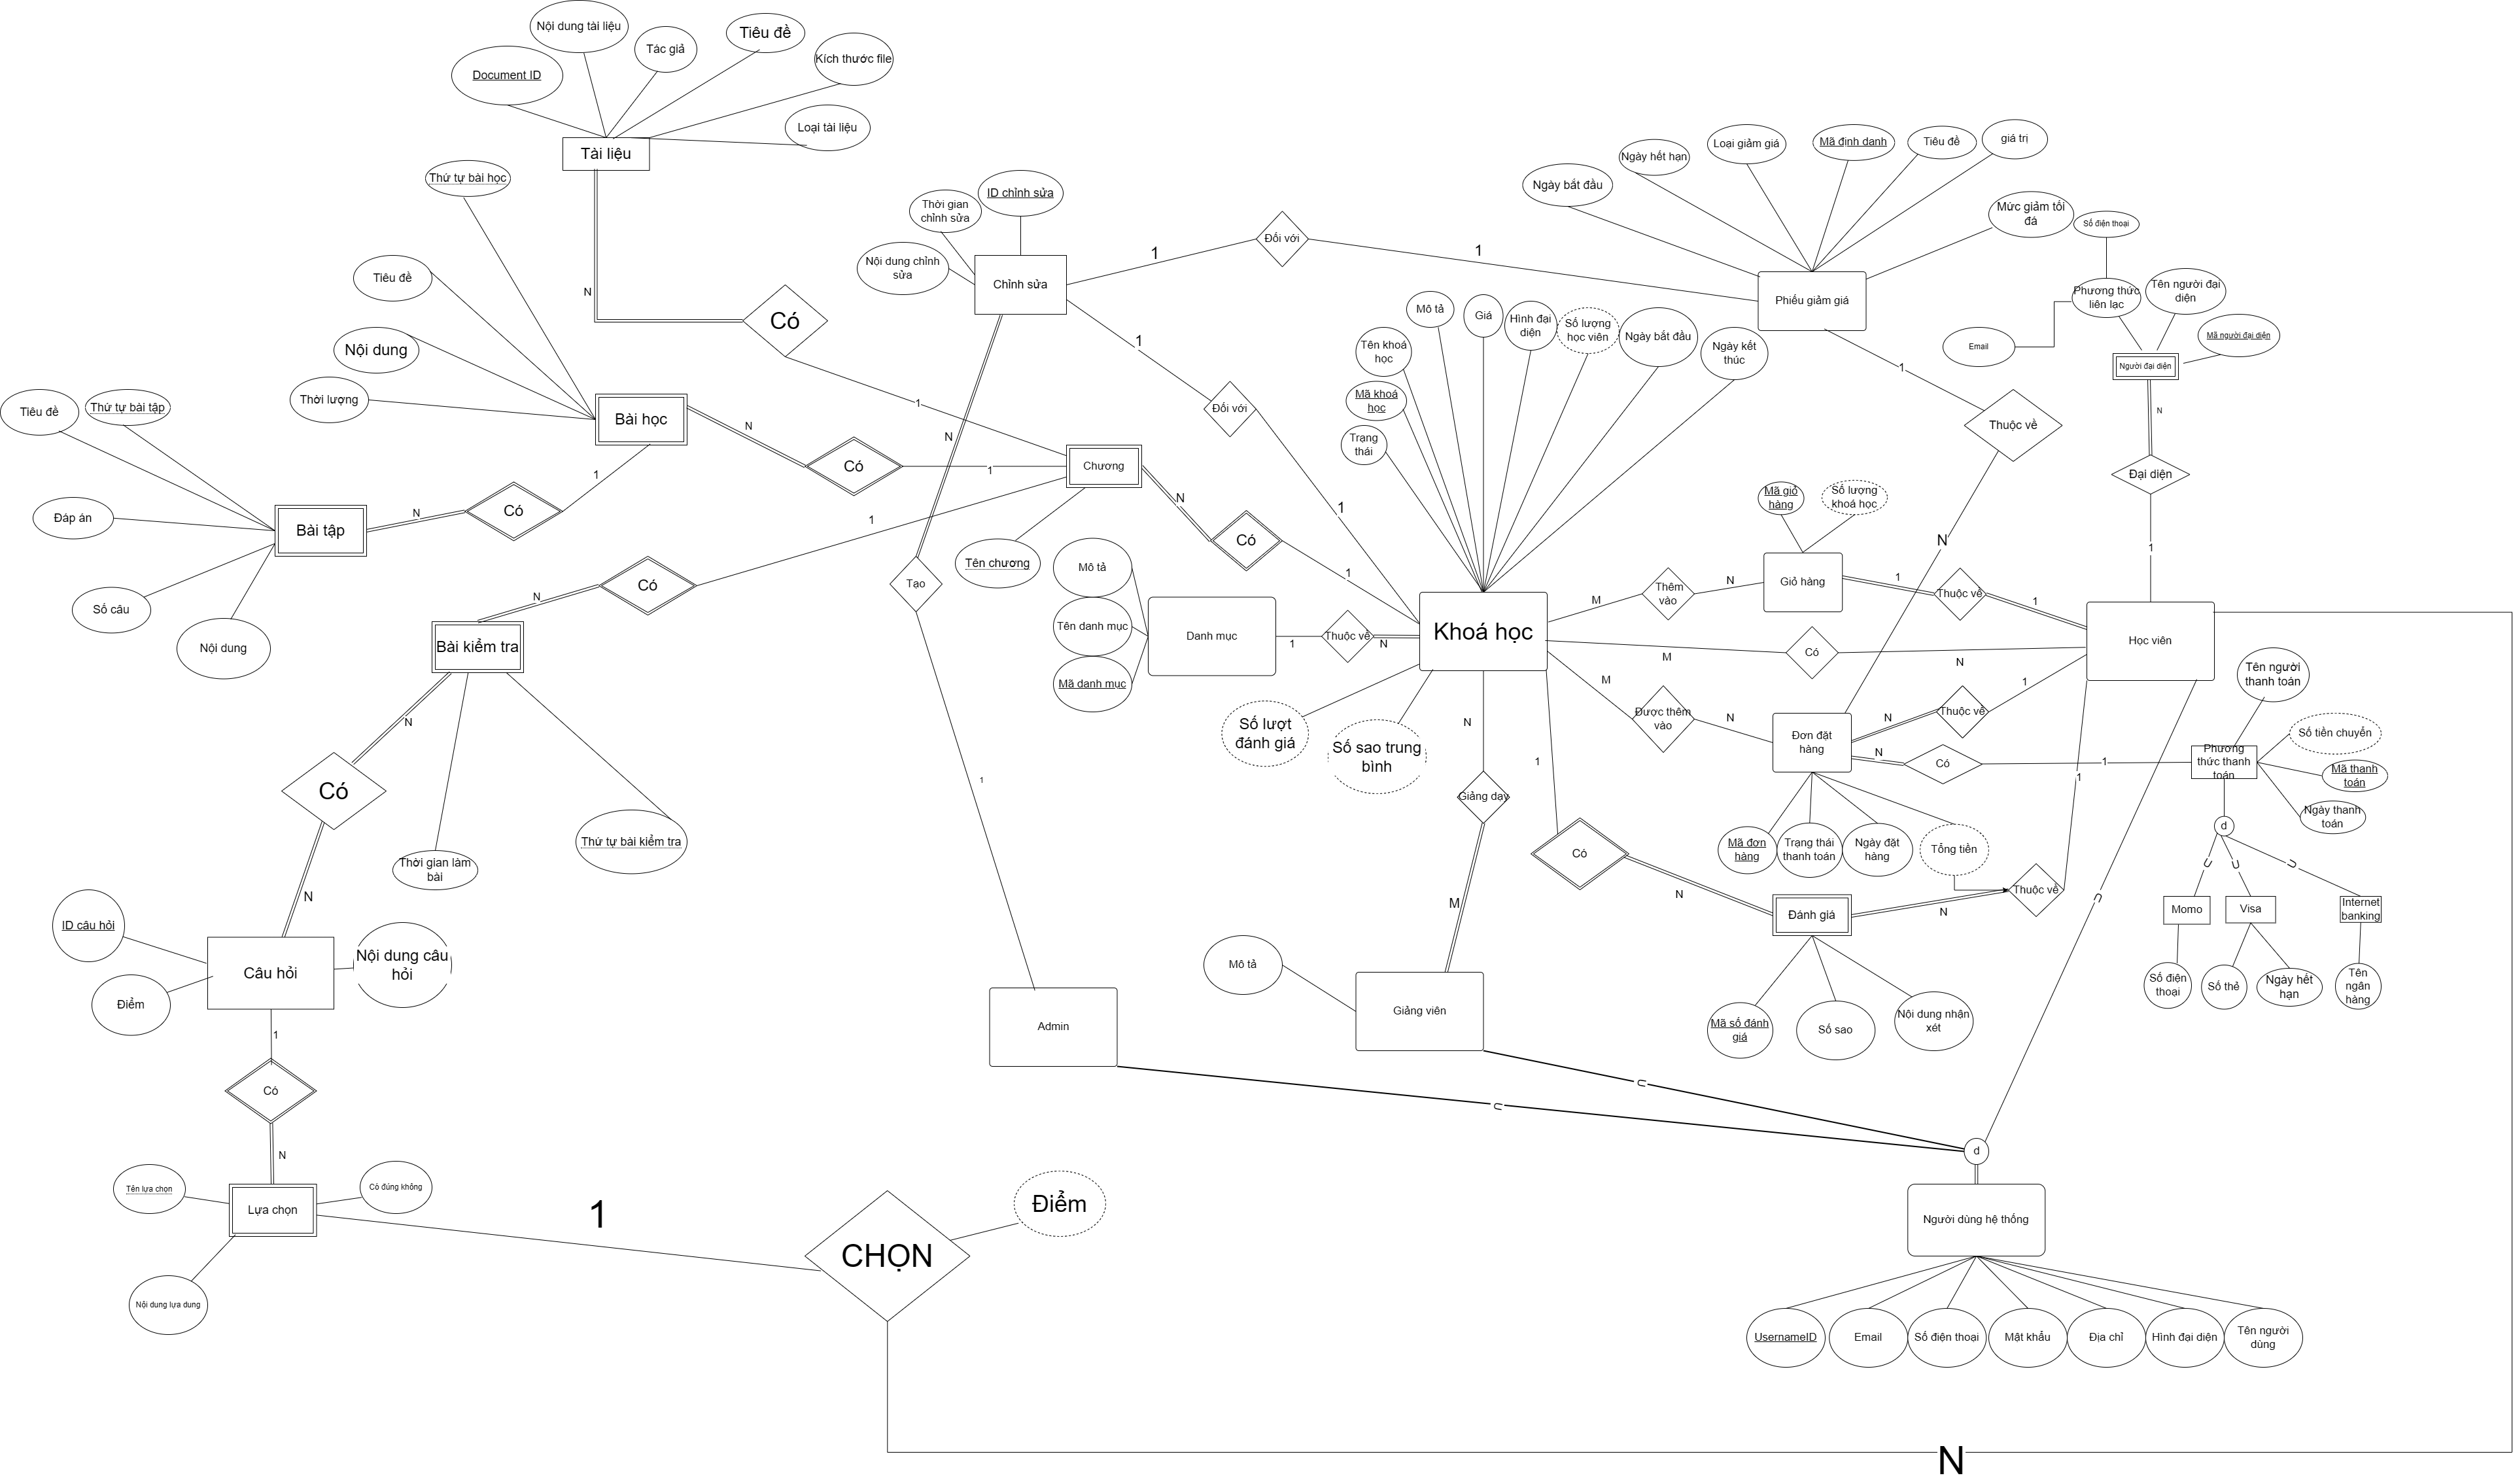 Nội dung tài liệu
Tác giả
Tiêu đề
Kích thước file
Document ID
Loại tài liệu
Tài liệu
Thứ tự bài học
Tiêu đề
Nội dung
Thời lượng
Bài học
N
Có
1
Tiêu đề
Thứ tự bài tập
Đáp án
Số câu
Nội dung
Bài tập
N
Có
1
N
Có
1
Chương
Tên chương
N
Có
1
Bài kiểm tra
N
Có
1
Thời gian làm
bài
Thứ tự bài kiểm tra
N
Có
N
ID câu hỏi
Điểm
Nội dung câu
hỏi
Câu hỏi
1
Có
N
Tên lựa chọn
Có đúng không
Lựa chọn
Nội dung lựa dung
1
CHỌN
Điểm
N
ID chỉnh sửa
Thời gian
chỉnh sửa
Nội dung chỉnh
sửa
Chỉnh sửa
1
Đối với
1
1
Đối với
1
N
Tạo
1
Admin
Mô tả
Tên danh mục
Mã danh mục
Danh mục
1
Thuộc về
N
Mô tả
Giá
Hình đại
diện
Số lượng
học viên
Ngày bắt đầu
Ngày kết
thúc
Tên khoá
học
Mã khoá
học
Trạng
thái
Khoá học
Số lượt
đánh giá
Số sao trung
bình
N
Giảng dạy
M
Mô tả
Giảng viên
Ngày bắt đầu
Ngày hết hạn
Loại giảm giá
Mã định danh
Tiêu đề
giá trị
Mức giảm tối
đá
Phiếu giảm giá
1
Thuộc về
N
Số điện thoại
Phương thức
liên lạc
Tên người đại
diện
Email
Mã người đại diện
Người đại diện
N
Đại diện
1
Mã giỏ
hàng
Số lượng
khoá học
Giỏ hàng
M
Thêm
vào
N
1
Thuộc về
1
Học viên
M
Có
N
M
Được thêm
vào
N
Đơn đặt
hàng
N
Thuộc về
1
N
Có
1
Mã đơn
hàng
Trạng thái
thanh toán
Ngày đặt
hàng
Tổng tiền
Tên người
thanh toán
Số tiền chuyển
Phương
thức thanh
toán
Mã thanh
toán
Ngày thanh
toán
d
⊂
⊂
⊂
Momo
Visa
Internet
banking
Số điện
thoại
Số thẻ
Ngày hết
hạn
Tên
ngân
hàng
1
Có
N
Đánh giá
N
Thuộc về
1
Mã số đánh
giá
Số sao
Nội dung nhận
xét
⊂
⊂
⊂
d
Người dùng hệ thống
UsernameID
Email
Số điện thoại
Mật khẩu
Địa chỉ
Hình đại diện
Tên người
dùng